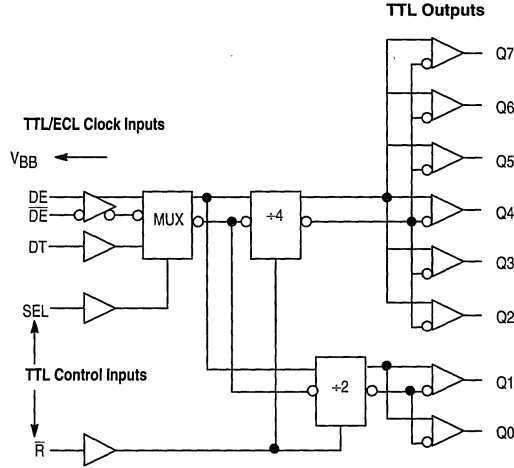 TTL Outputs
Q7
Q6
TTL/ECL Clock Inputs
VBB
Q5
DE
D̅E̅
MUX
÷4
Q4
DT
Q3
SEL
Q2
TTL Control Inputs
÷2
Q1
Q0
R̅